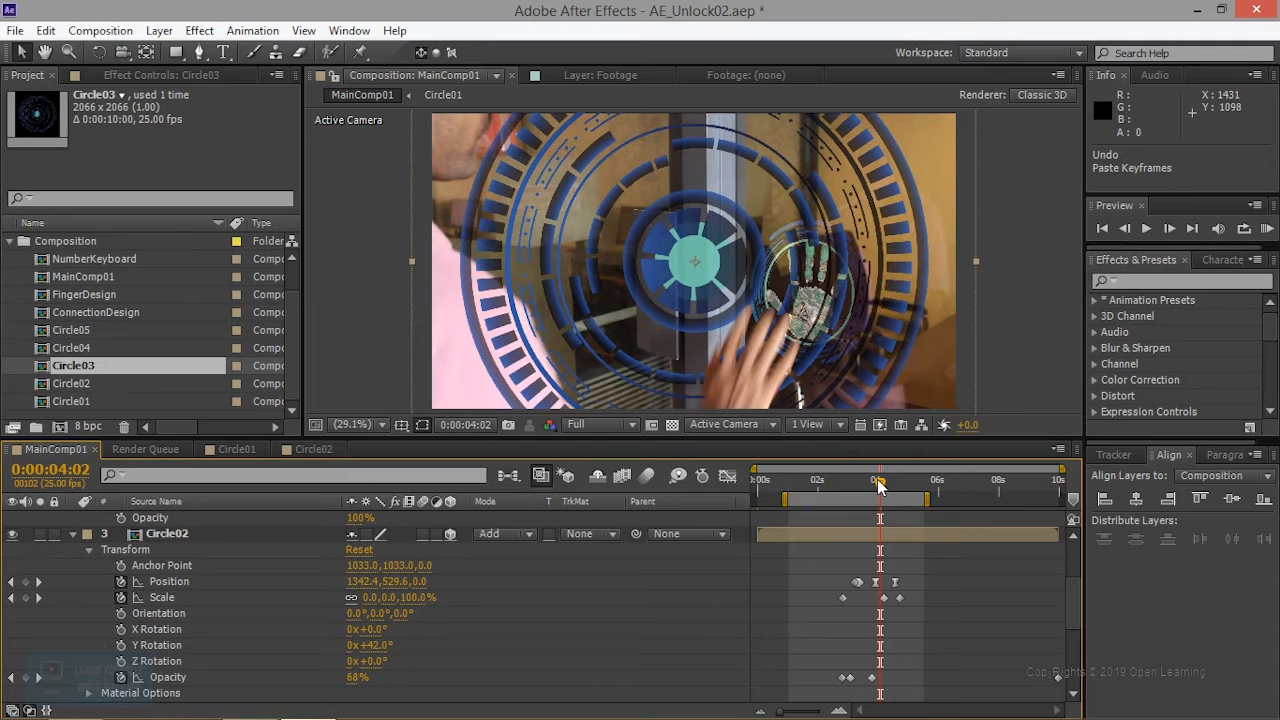 Adobe After Effects - AE_Unlock02.aep *
File Edit Composition Layer Effect Animation View Window Help
Workspace: Standard Search Help
Project Effect Controls: Circle03 Composition: MainComp01 Layer: Footage Footage: (none) Info Audio
Circle03 , used 1 time
2066 x 2066 (1.00)
Δ 0:00:10:00, 25.00 fps
MainComp01 Circle01 Renderer: Classic 3D
Active Camera
R : X : 1431
G : Y : 1098
B :
A : 0
Undo
Paste Keyframes
Preview
Name Type
Composition Folder
NumberKeyboard Compo
MainComp01 Compo
FingerDesign Compo
ConnectionDesign Compo
Circle05 Compo
Circle04 Compo
Circle03 Compo
Circle02 Compo
Circle01 Compo
Effects & Presets Characte
* Animation Presets
3D Channel
Audio
Blur & Sharpen
Channel
Color Correction
Distort
Expression Controls
8 bpc
(29.1%) 0:00:04:02 Full Active Camera 1 View +0.0
MainComp01 Render Queue Circle01 Circle02
Tracker Align Paragra
0:00:04:02
00102 (25.00 fps)
:00s 02s 06s 08s 10s
Align Layers to: Composition
Distribute Layers:
# Source Name Mode T TrkMat Parent
Opacity 100%
3 Circle02 Add None None
Transform Reset
Anchor Point 1033.0,1033.0,0.0
Position 1342.4,529.6,0.0
Scale 0.0,0.0,100.0%
Orientation 0.0°,0.0°,0.0°
X Rotation 0x+0.0°
Y Rotation 0x+42.0°
Z Rotation 0x+0.0°
Opacity 68%
Material Options
Cop, Rights © 2019 Open Learning